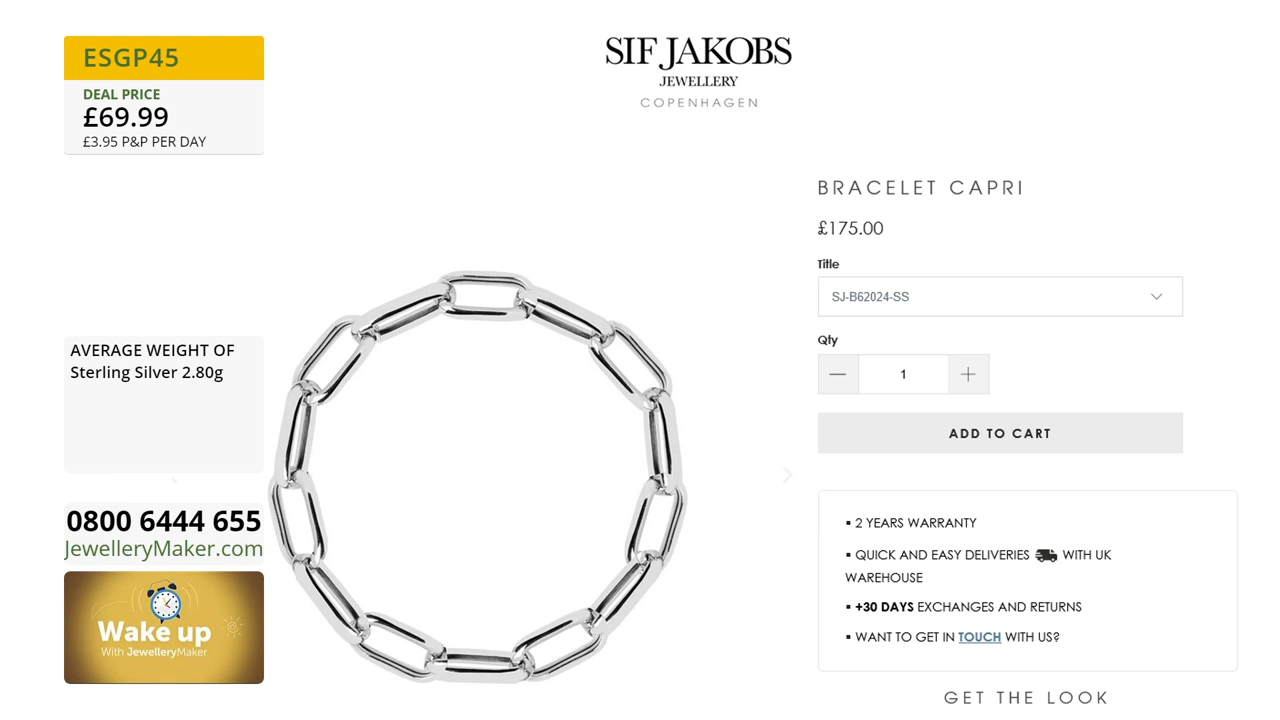 ESGP45
DEAL PRICE
£69.99
£3.95 P&P PER DAY
AVERAGE WEIGHT OF
Sterling Silver 2.80g
0800 6444 655
JewelleryMaker.com
Wake up
With JewelleryMaker
SIF JAKOBS
JEWELLERY
COPENHAGEN
BRACELET CAPRI
£175.00
Title
SJ-B62024-SS
Qty
1
ADD TO CART
▪ 2 YEARS WARRANTY
▪ QUICK AND EASY DELIVERIES WITH UK
WAREHOUSE
▪ +30 DAYS EXCHANGES AND RETURNS
▪ WANT TO GET IN TOUCH WITH US?
GET THE LOOK